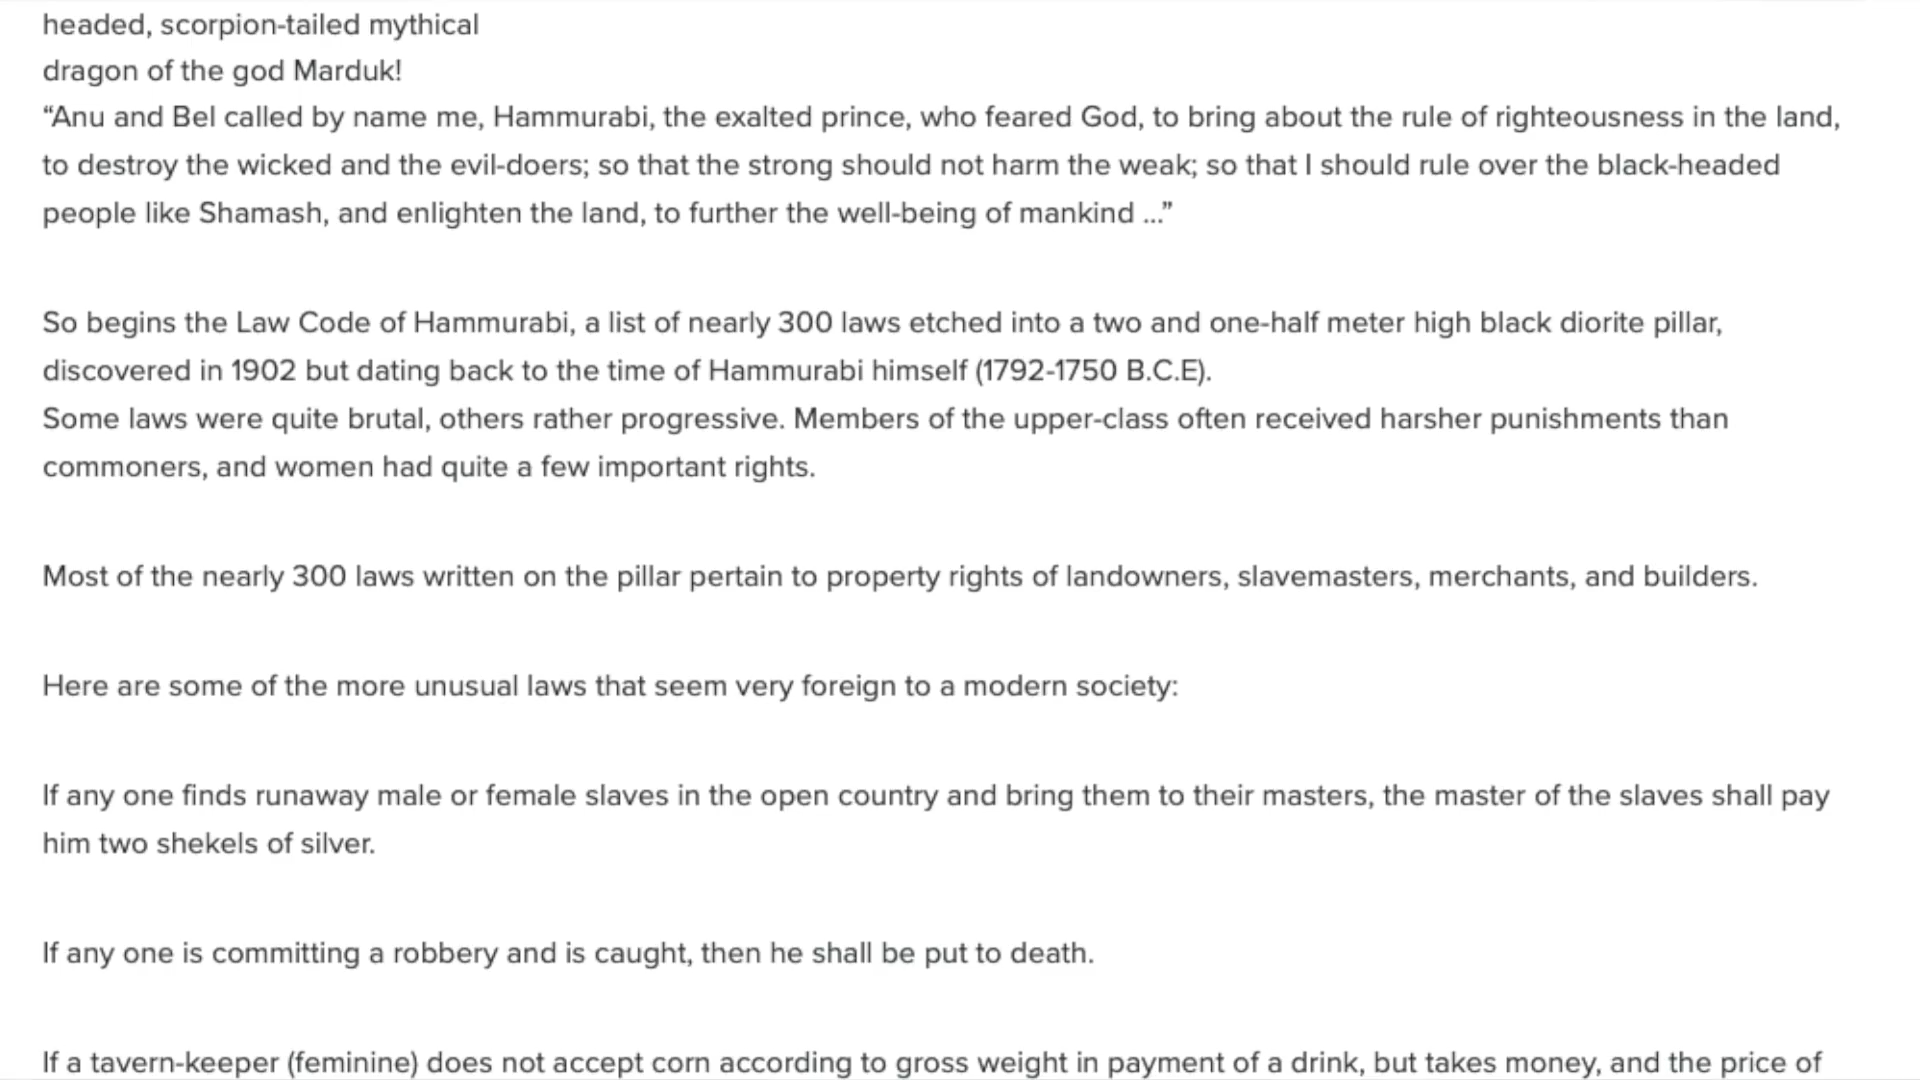 headed, scorpion-tailed mythical
dragon of the god Marduk!
“Anu and Bel called by name me, Hammurabi, the exalted prince, who feared God, to bring about the rule of righteousness in the land,
to destroy the wicked and the evil-doers; so that the strong should not harm the weak; so that I should rule over the black-headed
people like Shamash, and enlighten the land, to further the well-being of mankind ...”
So begins the Law Code of Hammurabi, a list of nearly 300 laws etched into a two and one-half meter high black diorite pillar,
discovered in 1902 but dating back to the time of Hammurabi himself (1792-1750 B.C.E).
Some laws were quite brutal, others rather progressive. Members of the upper-class often received harsher punishments than
commoners, and women had quite a few important rights.
Most of the nearly 300 laws written on the pillar pertain to property rights of landowners, slavemasters, merchants, and builders.
Here are some of the more unusual laws that seem very foreign to a modern society:
If any one finds runaway male or female slaves in the open country and bring them to their masters, the master of the slaves shall pay
him two shekels of silver.
If any one is committing a robbery and is caught, then he shall be put to death.
If a tavern-keeper (feminine) does not accept corn according to gross weight in payment of a drink, but takes money, and the price of